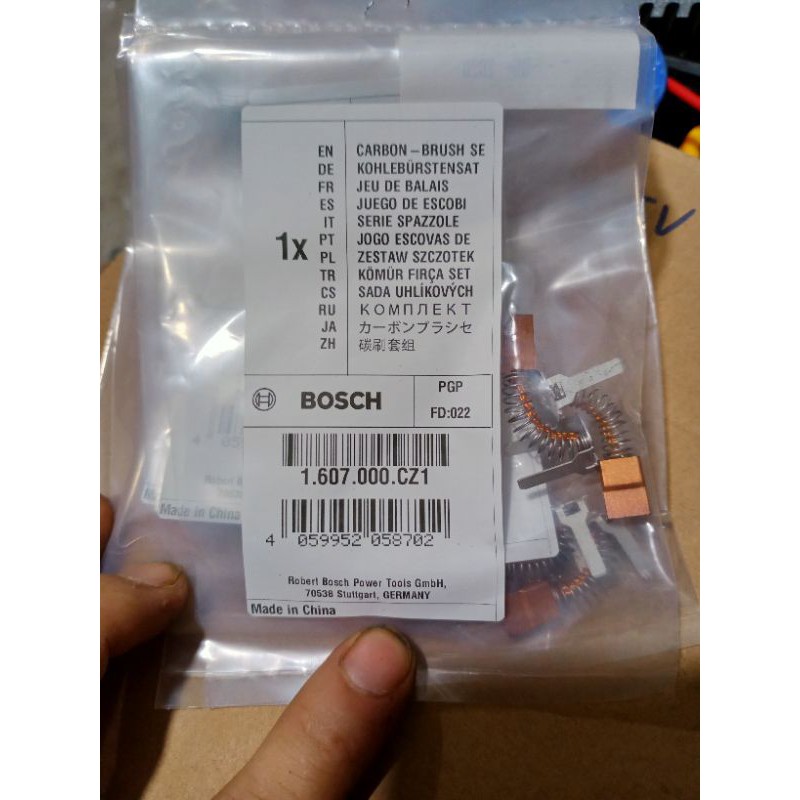 EN CARBON-BRUSH SE
DE KOHLEBÜRSTENSAT
FR JEU DE BALAIS
ES JUEGO DE ESCOBI
IT SERIE SPAZZOLE
1x PT JOGO ESCOVAS DE
PL ZESTAW SZCZOTEK
TR KÖMÜR FIRÇA SET
CS SADA UHLÍKOVÝCH
RU КОМПЛЕКТ
JA カーボンブラシセ
ZH 碳刷套组
BOSCH
PGP
FD:022
1.607.000.CZ1
4 059952 058702
Robert Bosch Power Tools GmbH,
70538 Stuttgart, GERMANY
Made in China
Made in China